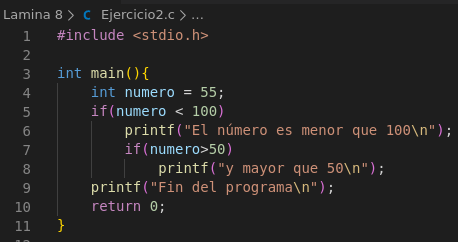 Lamina 8 > C Ejercicio2.c > ...
1 #include <stdio.h>
2
3 int main(){
4     int numero = 55;
5     if(numero < 100)
6         printf("El número es menor que 100\n");
7         if(numero>50)
8             printf("y mayor que 50\n");
9     printf("Fin del programa\n");
10     return 0;
11 }